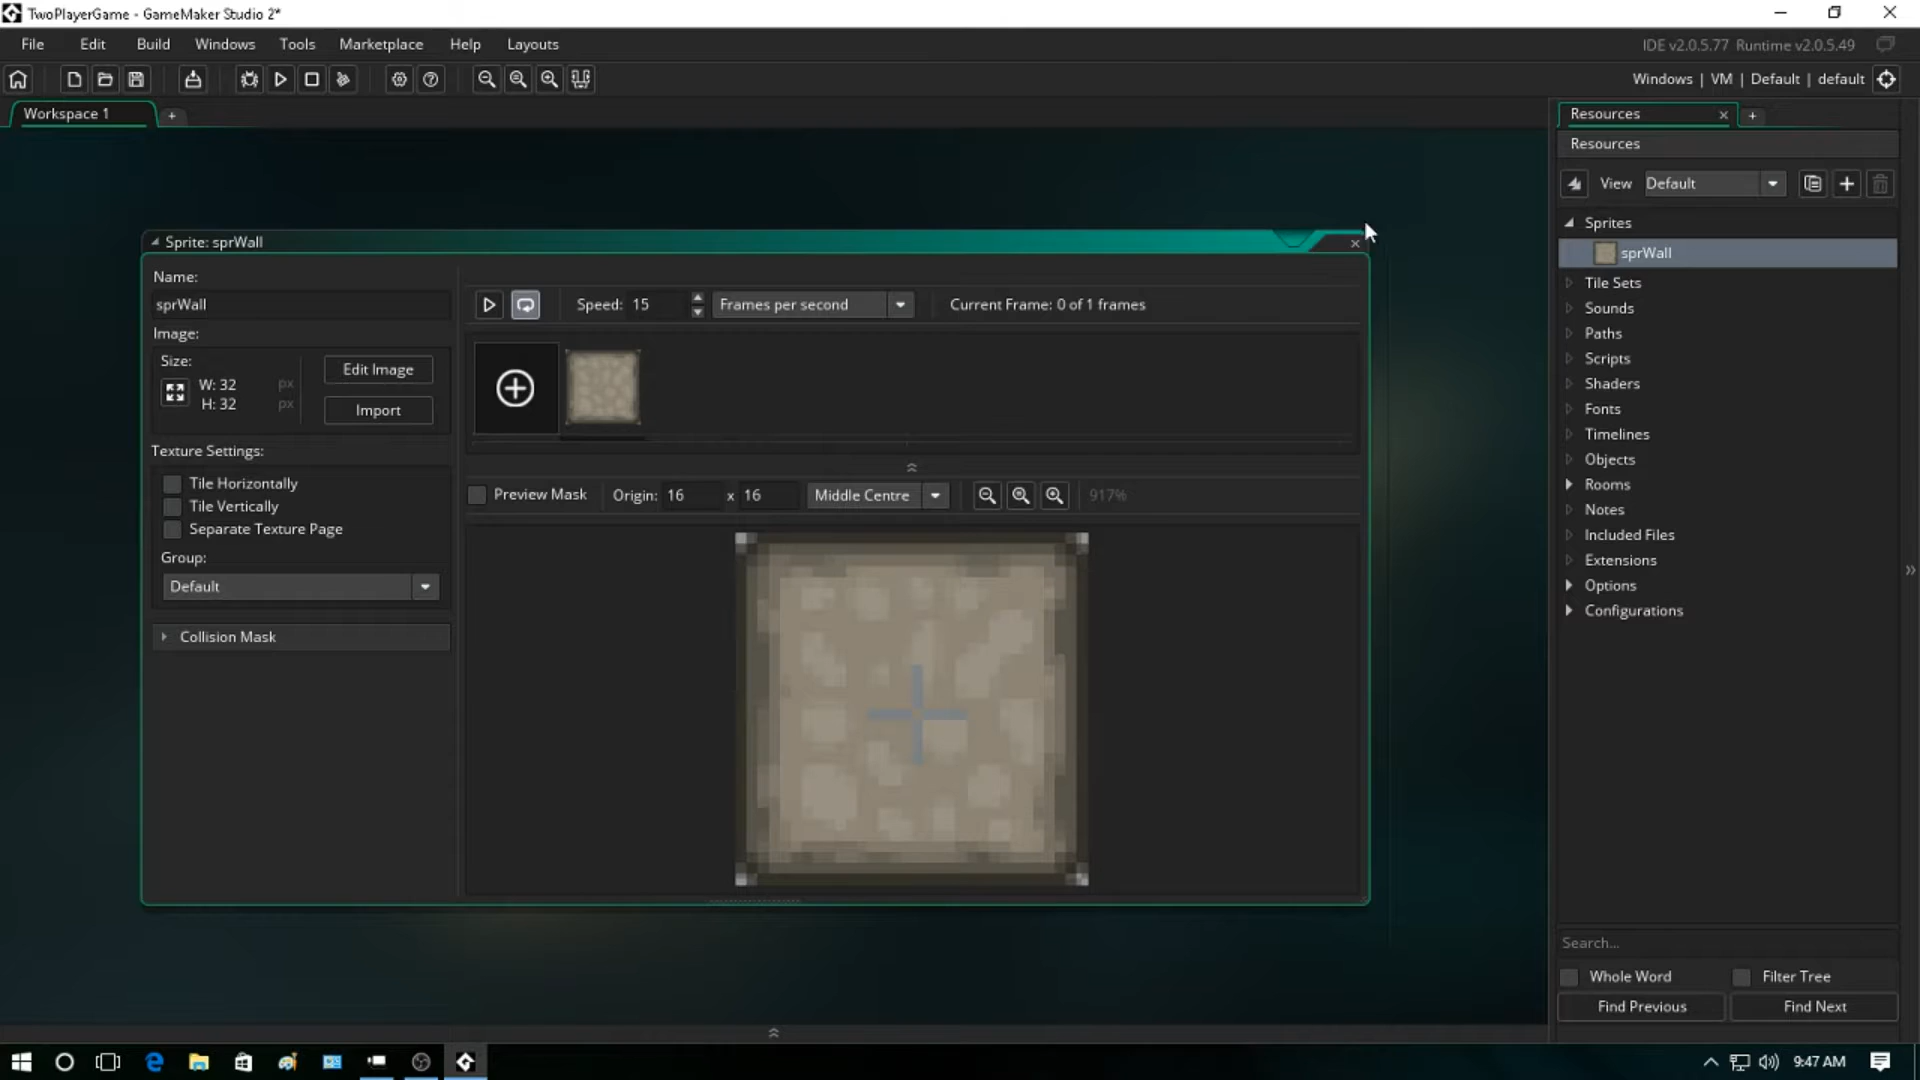 TwoPlayerGame - GameMaker Studio 2*
File Edit Build Windows Tools Marketplace Help Layouts
IDE v2.0.5.77 Runtime v2.0.5.49
Windows | VM | Default | default
Workspace 1 +
Resources × +
Resources
View Default
Sprites
sprWall
Tile Sets
Sounds
Paths
Scripts
Shaders
Fonts
Timelines
Objects
Rooms
Notes
Included Files
Extensions
Options
Configurations
Search...
Whole Word Filter Tree
Find Previous Find Next
Sprite: sprWall
Name:
sprWall
Image:
Size:
W: 32 px
H: 32 px
Edit Image
Import
Texture Settings:
Tile Horizontally
Tile Vertically
Separate Texture Page
Group:
Default
Collision Mask
Speed: 15 Frames per second Current Frame: 0 of 1 frames
Preview Mask Origin: 16 x 16 Middle Centre 917%
9:47 AM